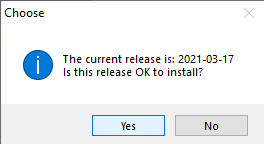 Choose
The current release is: 2021-03-17
Is this release OK to install?
Yes
No